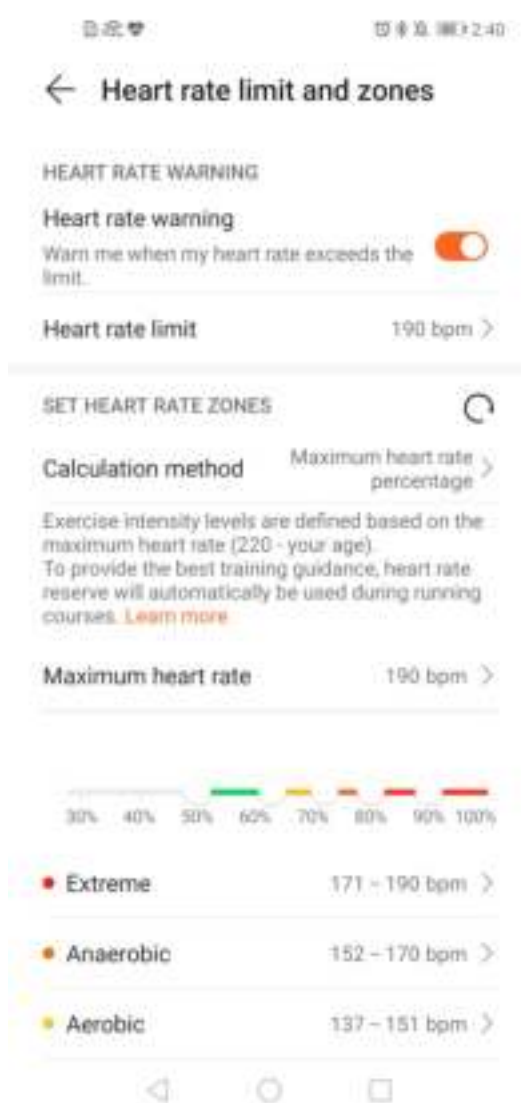 2:40
Heart rate limit and zones
HEART RATE WARNING
Heart rate warning
Warn me when my heart rate exceeds the
limit.
Heart rate limit 190 bpm
SET HEART RATE ZONES
Calculation method Maximum heart rate
percentage
Exercise intensity levels are defined based on the
maximum heart rate (220 - your age)
To provide the best training guidance, heart rate
reserve will automatically be used during running
courses. Learn more
Maximum heart rate 190 bpm
30% 40% 50% 60% 70% 80% 90% 100%
Extreme 171 – 190 bpm
Anaerobic 152 – 170 bpm
Aerobic 137 – 151 bpm